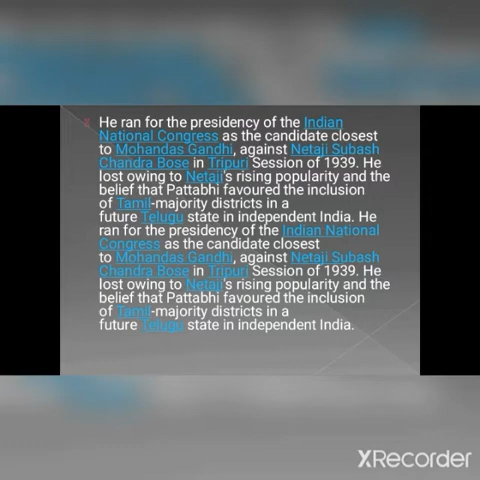 He ran for the presidency of the Indian
National Congress as the candidate closest
to Mohandas Gandhi, against Netaji Subash
Chandra Bose in Tripuri Session of 1939. He
lost owing to Netaji's rising popularity and the
belief that Pattabhi favoured the inclusion
of Tamil-majority districts in a
future Telugu state in independent India. He
ran for the presidency of the Indian National
Congress as the candidate closest
to Mohandas Gandhi, against Netaji Subash
Chandra Bose in Tripuri Session of 1939. He
lost owing to Netaji's rising popularity and the
belief that Pattabhi favoured the inclusion
of Tamil-majority districts in a
future Telugu state in independent India.
XRecorder